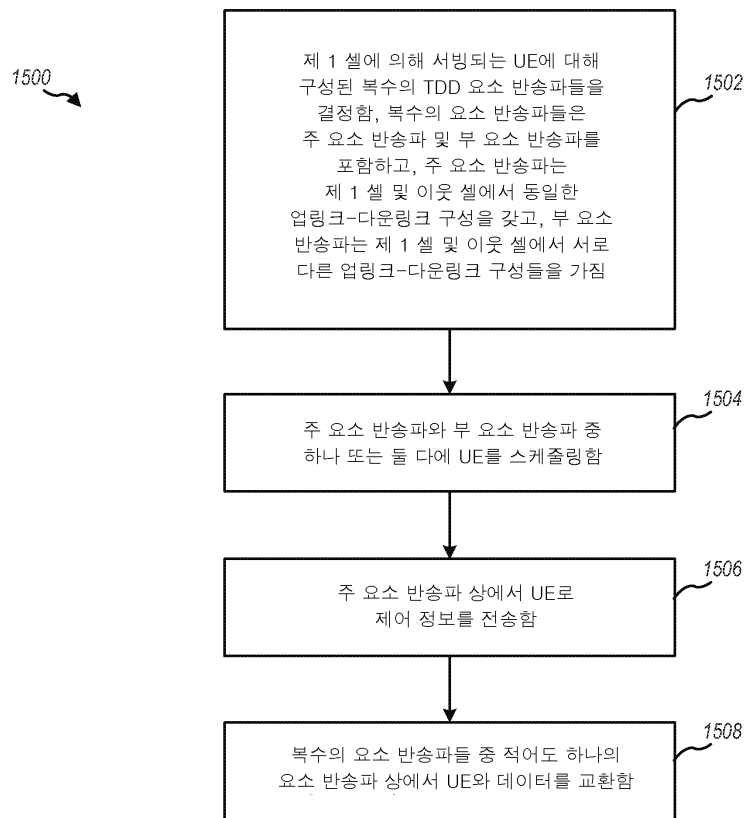 1500
제 1 셀에 의해 서빙되는 UE에 대해
구성된 복수의 TDD 요소 반송파들을
결정함, 복수의 요소 반송파들은
주 요소 반송파 및 부 요소 반송파를
포함하고, 주 요소 반송파는
제 1 셀 및 이웃 셀에서 동일한
업링크-다운링크 구성을 갖고, 부 요소
반송파는 제 1 셀 및 이웃 셀에서 서로
다른 업링크-다운링크 구성들을 가짐
1502
주 요소 반송파와 부 요소 반송파 중
하나 또는 둘 다에 UE를 스케줄링함
1504
주 요소 반송파 상에서 UE로
제어 정보를 전송함
1506
복수의 요소 반송파들 중 적어도 하나의
요소 반송파 상에서 UE와 데이터를 교환함
1508